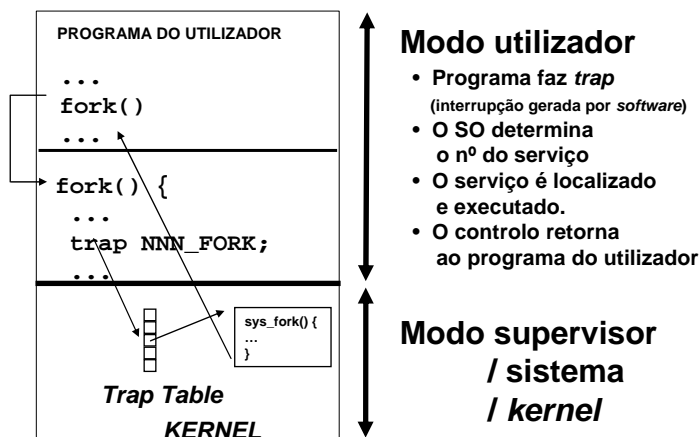 PROGRAMA DO UTILIZADOR
...
fork()
...
fork() {
...
trap NNN_FORK;
...
sys_fork() {
...
}
Trap Table
KERNEL
Modo utilizador
• Programa faz trap
(interrupção gerada por software)
• O SO determina
o nº do serviço
• O serviço é localizado
e executado.
• O controlo retorna
ao programa do utilizador
Modo supervisor
/ sistema
/ kernel